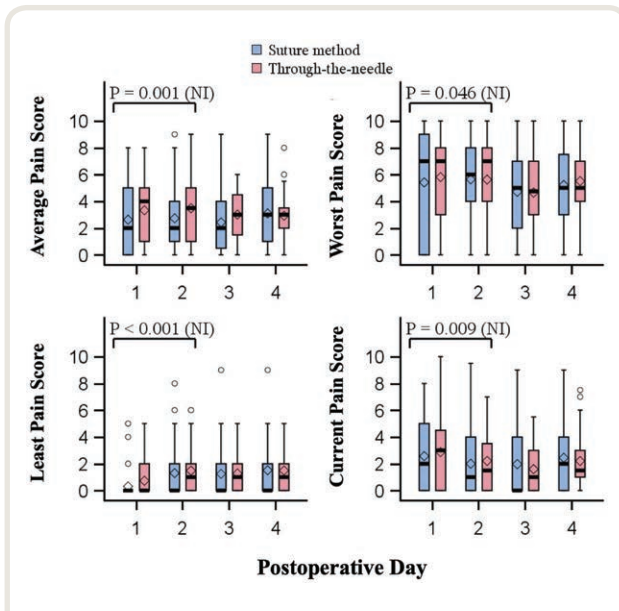 Suture method
Through-the-needle
P = 0.001 (NI)
Average Pain Score
10
8
6
4
2
0
1 2 3 4
P = 0.046 (NI)
Worst Pain Score
10
8
6
4
2
0
1 2 3 4
P < 0.001 (NI)
Least Pain Score
10
8
6
4
2
0
1 2 3 4
P = 0.009 (NI)
Current Pain Score
10
8
6
4
2
0
1 2 3 4
Postoperative Day